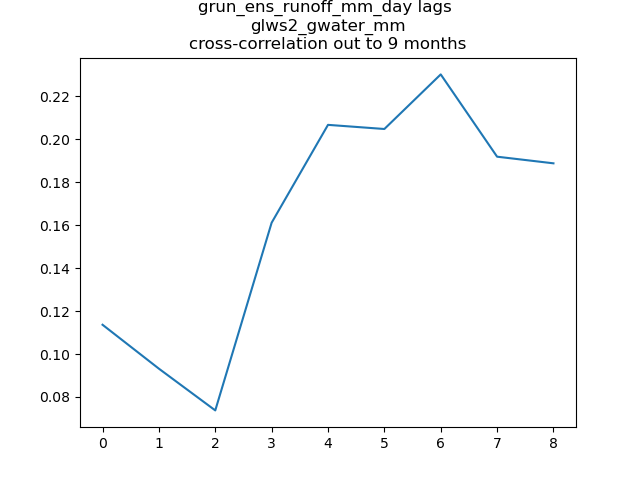 grun_ens_runoff_mm_day lags
glws2_gwater_mm
cross-correlation out to 9 months
0.22
0.20
0.18
0.16
0.14
0.12
0.10
0.08
0 1 2 3 4 5 6 7 8